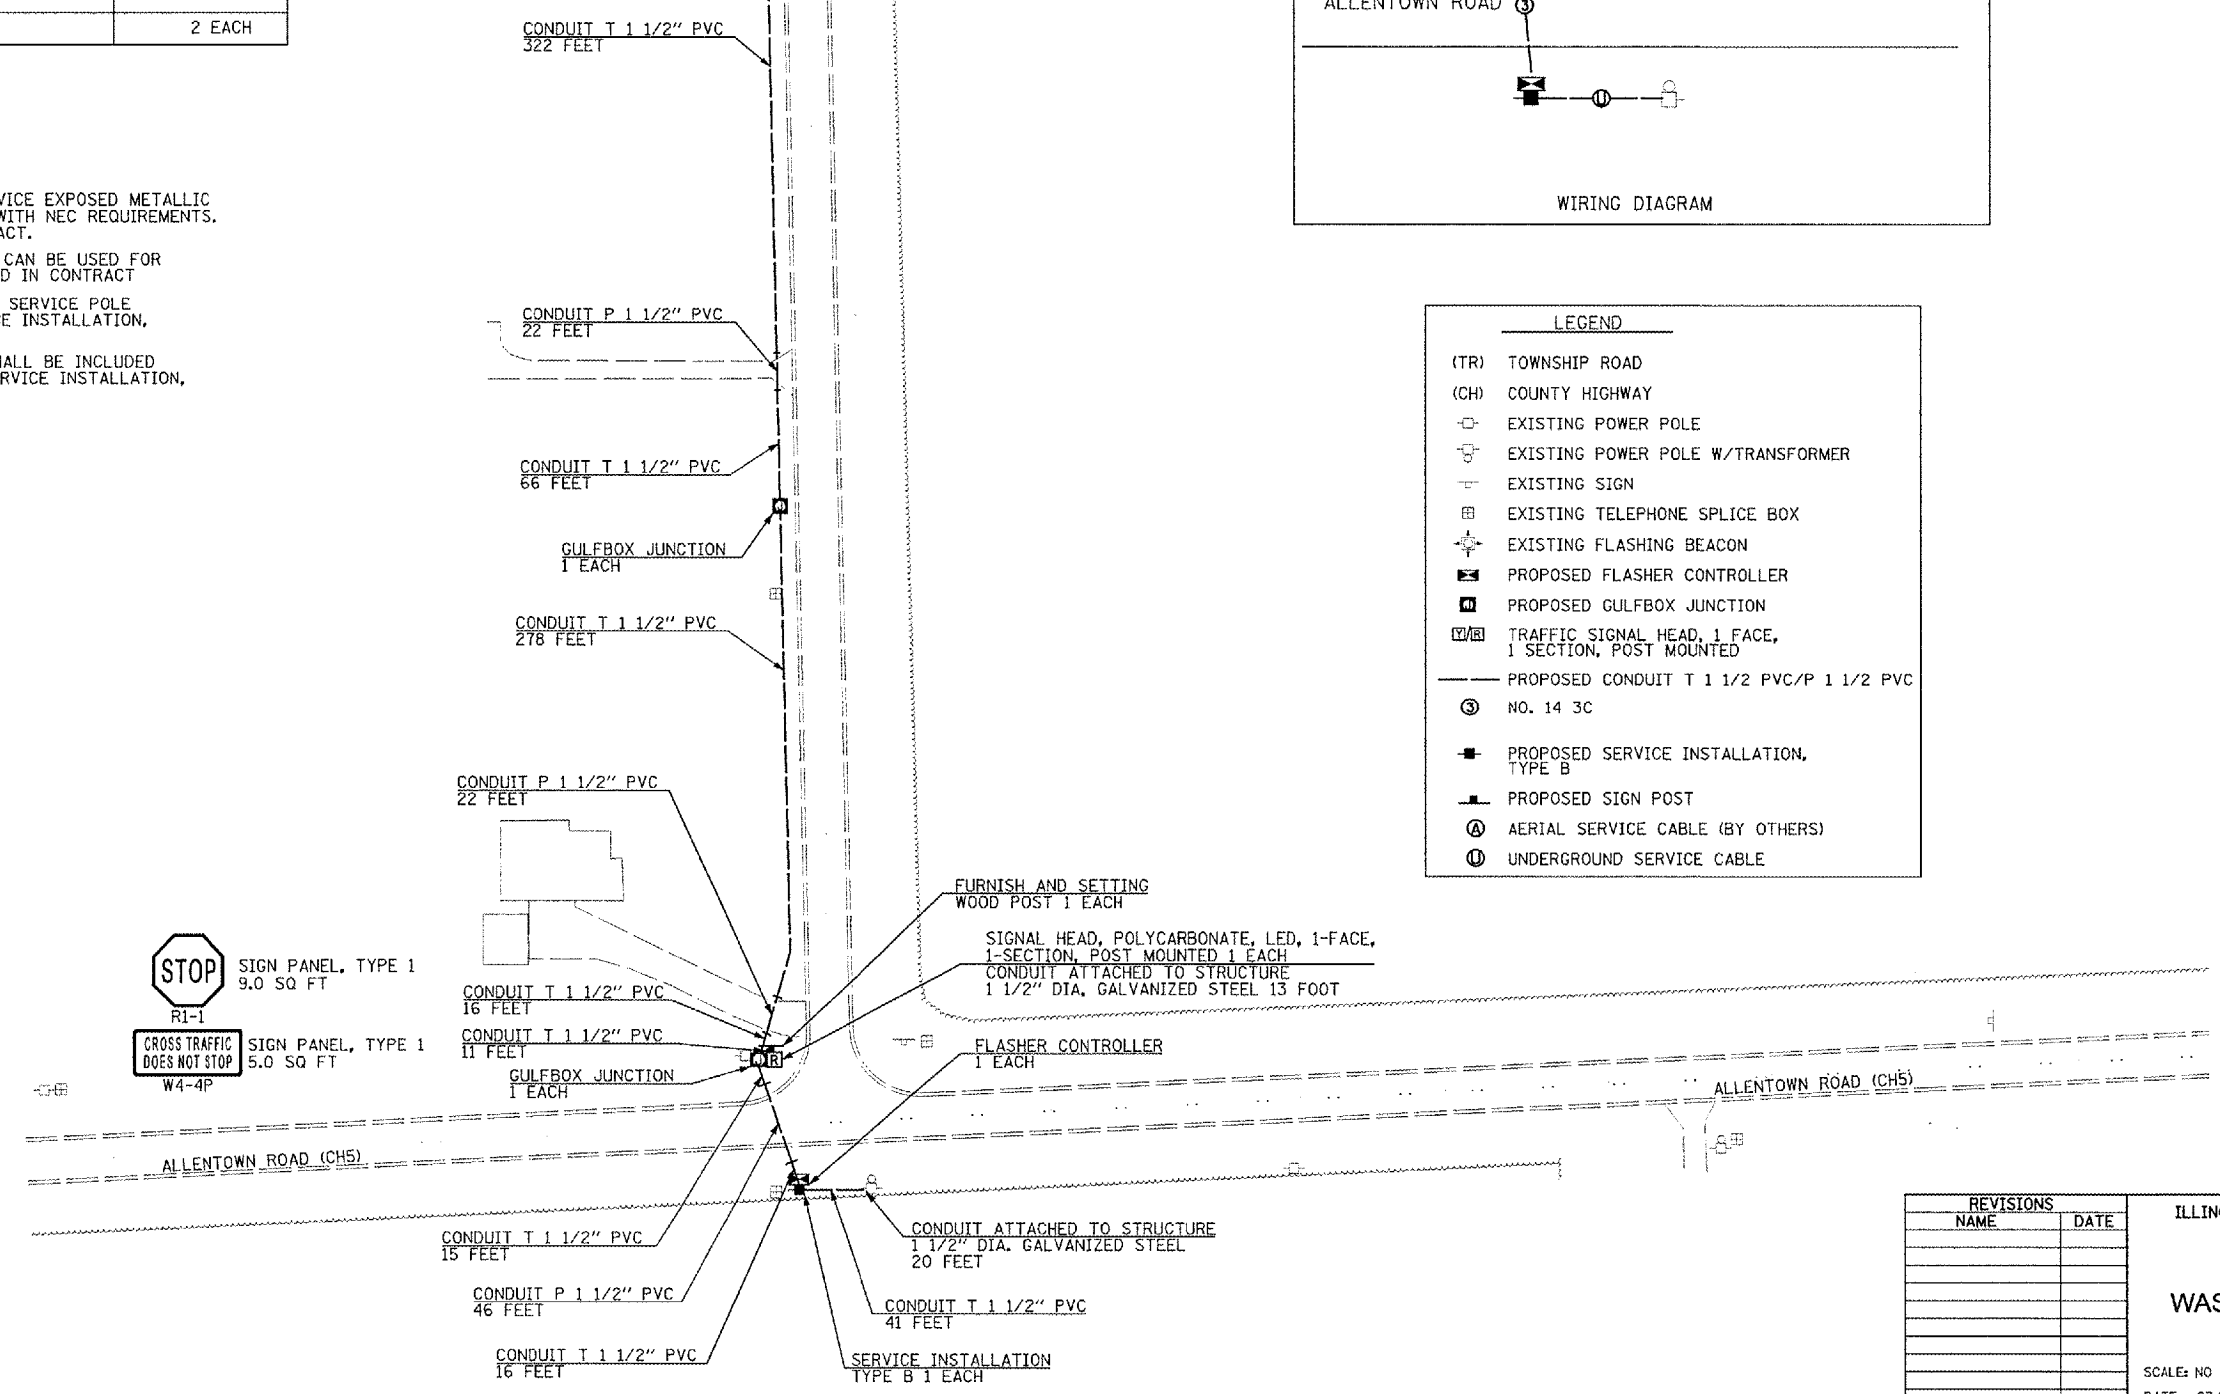 2 EACH
VICE EXPOSED METALLIC
WITH NEC REQUIREMENTS.
ACT.
CAN BE USED FOR
D IN CONTRACT
SERVICE POLE
CE INSTALLATION,
HALL BE INCLUDED
RVICE INSTALLATION,
CONDUIT T 1 1/2" PVC
322 FEET
CONDUIT P 1 1/2" PVC
22 FEET
CONDUIT T 1 1/2" PVC
66 FEET
GULFBOX JUNCTION
1 EACH
CONDUIT T 1 1/2" PVC
278 FEET
CONDUIT P 1 1/2" PVC
22 FEET
FURNISH AND SETTING
WOOD POST 1 EACH
SIGNAL HEAD, POLYCARBONATE, LED, 1-FACE,
1-SECTION, POST MOUNTED 1 EACH
CONDUIT ATTACHED TO STRUCTURE
1 1/2" DIA. GALVANIZED STEEL 13 FOOT
STOP
SIGN PANEL, TYPE 1
9.0 SQ FT
R1-1
CROSS TRAFFIC
DOES NOT STOP
SIGN PANEL, TYPE 1
5.0 SQ FT
W4-4P
CONDUIT T 1 1/2" PVC
16 FEET
CONDUIT T 1 1/2" PVC
11 FEET
GULFBOX JUNCTION
1 EACH
J R
FLASHER CONTROLLER
1 EACH
ALLENTOWN ROAD (CH5)
ALLENTOWN ROAD (CH5)
CONDUIT T 1 1/2" PVC
15 FEET
CONDUIT P 1 1/2" PVC
46 FEET
CONDUIT T 1 1/2" PVC
16 FEET
CONDUIT ATTACHED TO STRUCTURE
1 1/2" DIA. GALVANIZED STEEL
20 FEET
CONDUIT T 1 1/2" PVC
41 FEET
SERVICE INSTALLATION
TYPE B 1 EACH
ALLENTOWN ROAD 3
U
WIRING DIAGRAM
LEGEND
(TR) TOWNSHIP ROAD
(CH) COUNTY HIGHWAY
EXISTING POWER POLE
EXISTING POWER POLE W/TRANSFORMER
EXISTING SIGN
EXISTING TELEPHONE SPLICE BOX
EXISTING FLASHING BEACON
PROPOSED FLASHER CONTROLLER
J PROPOSED GULFBOX JUNCTION
Y/R TRAFFIC SIGNAL HEAD, 1 FACE,
1 SECTION, POST MOUNTED
PROPOSED CONDUIT T 1 1/2 PVC/P 1 1/2 PVC
3 NO. 14 3C
PROPOSED SERVICE INSTALLATION,
TYPE B
PROPOSED SIGN POST
A AERIAL SERVICE CABLE (BY OTHERS)
U UNDERGROUND SERVICE CABLE
REVISIONS
NAME DATE
ILLIN
WAS
SCALE: NO